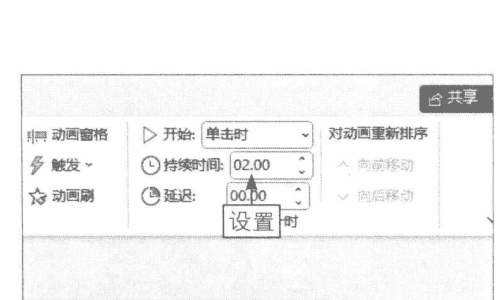 共享
动画窗格 开始: 单击时 对动画重新排序
触发 持续时间: 02.00 向前移动
动画刷 延迟: 00.00 向后移动
设置 时